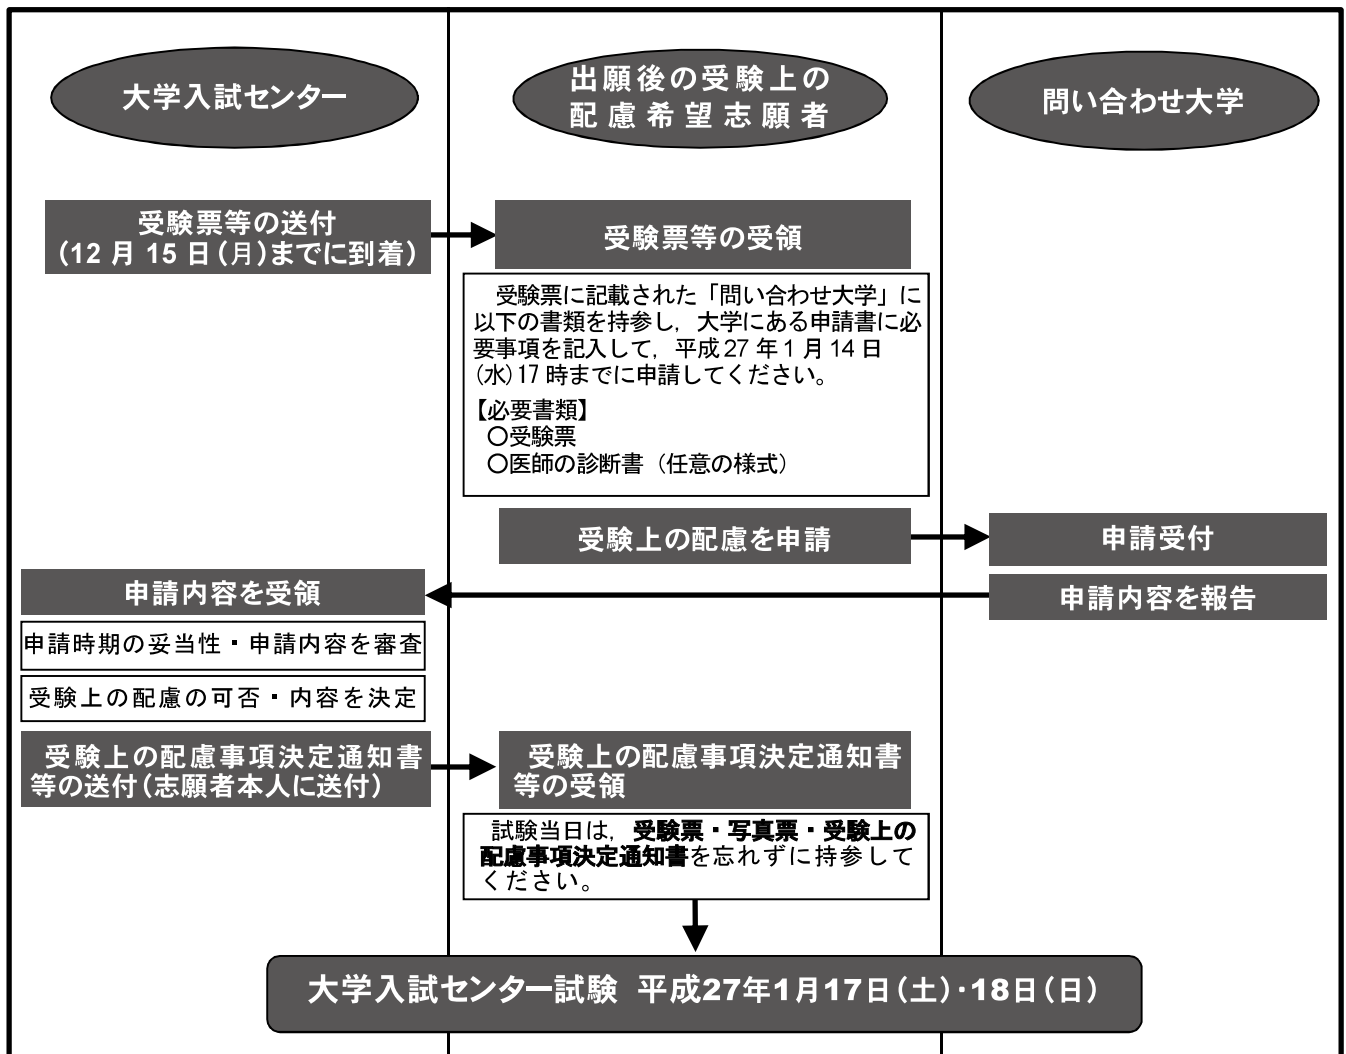 大学入試センター
出願後の受験上の
配慮希望志願者
問い合わせ大学
受験票等の送付
(12月15日(月)までに到着)
受験票等の受領
受験票に記載された「問い合わせ大学」に
以下の書類を持参し，大学にある申請書に必
要事項を記入して，平成27年1月14日
(水)17時までに申請してください。
【必要書類】
○受験票
○医師の診断書（任意の様式）
受験上の配慮を申請
申請受付
申請内容を受領
申請内容を報告
申請時期の妥当性・申請内容を審査
受験上の配慮の可否・内容を決定
受験上の配慮事項決定通知書
等の送付(志願者本人に送付)
受験上の配慮事項決定通知書
等の受領
試験当日は，受験票・写真票・受験上の
配慮事項決定通知書を忘れずに持参して
ください。
大学入試センター試験 平成27年1月17日(土)・18日(日)